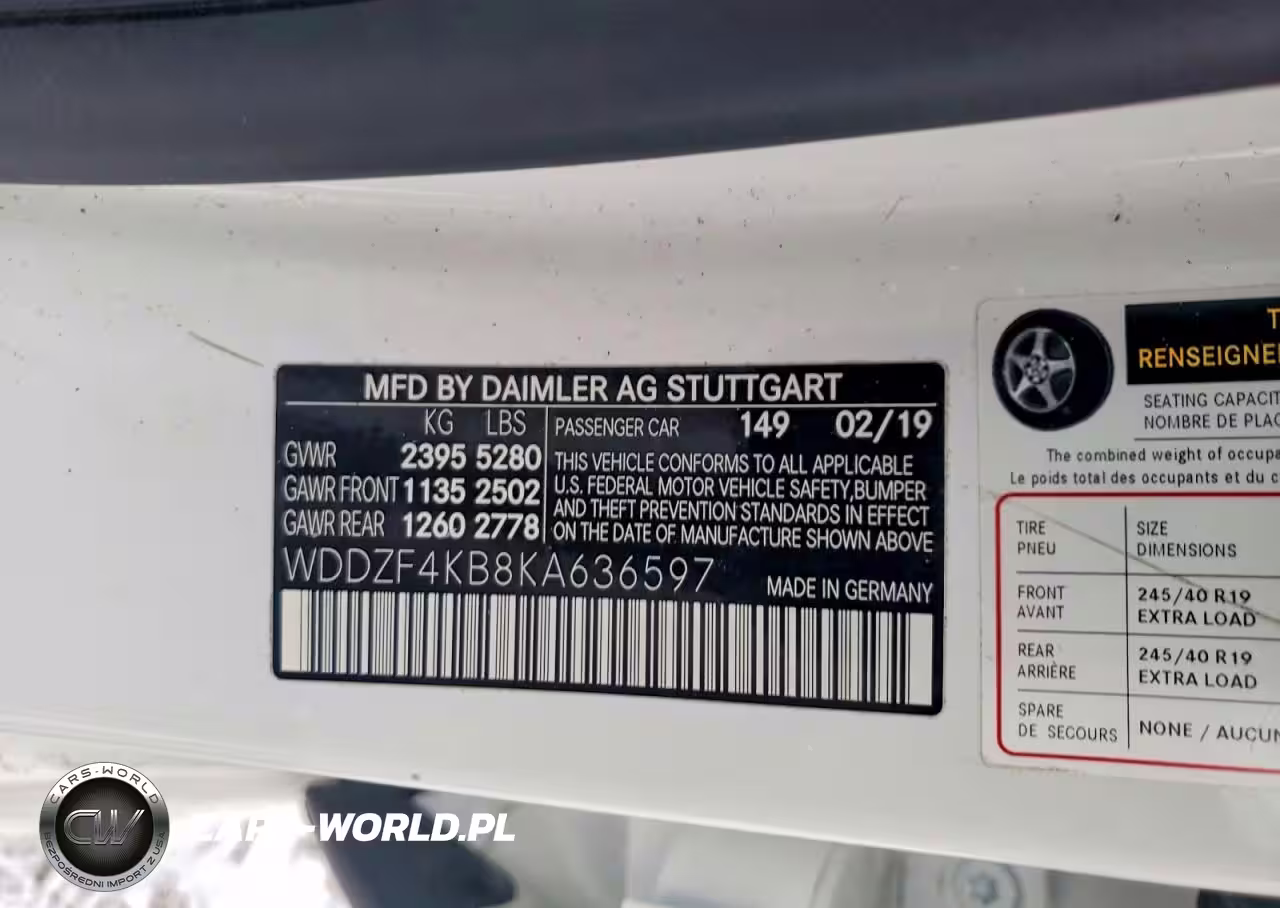 MFD BY DAIMLER AG STUTTGART
KG LBS
GVWR 2395 5280
GAWR FRONT 1135 2502
GAWR REAR 1260 2778
PASSENGER CAR 149 02/19
THIS VEHICLE CONFORMS TO ALL APPLICABLE
U.S. FEDERAL MOTOR VEHICLE SAFETY,BUMPER
AND THEFT PREVENTION STANDARDS IN EFFECT
ON THE DATE OF MANUFACTURE SHOWN ABOVE
WDDZF4KB8KA636597
MADE IN GERMANY
RENSEIGNE
SEATING CAPACIT
NOMBRE DE PLAC
The combined weight of occupa
Le poids total des occupants et du c
TIRE
PNEU
SIZE
DIMENSIONS
FRONT
AVANT
245/40 R19
EXTRA LOAD
REAR
ARRIÈRE
245/40 R19
EXTRA LOAD
SPARE
DE SECOURS
NONE / AUCUN
CARS-WORLD
CW
BEZPOŚREDNI IMPORT Z USA
CARS-WORLD.PL